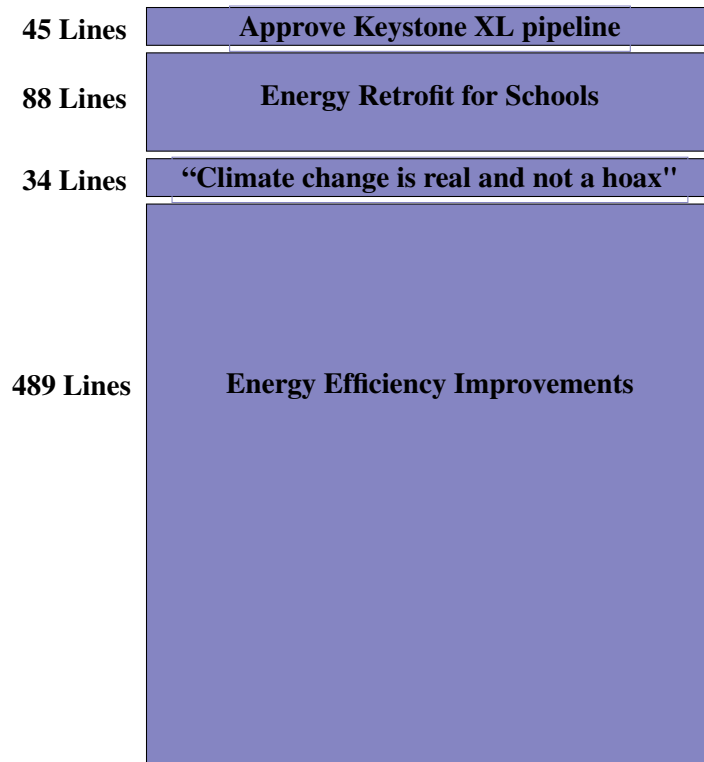 45 Lines Approve Keystone XL pipeline
88 Lines Energy Retrofit for Schools
34 Lines “Climate change is real and not a hoax"
489 Lines Energy Efficiency Improvements